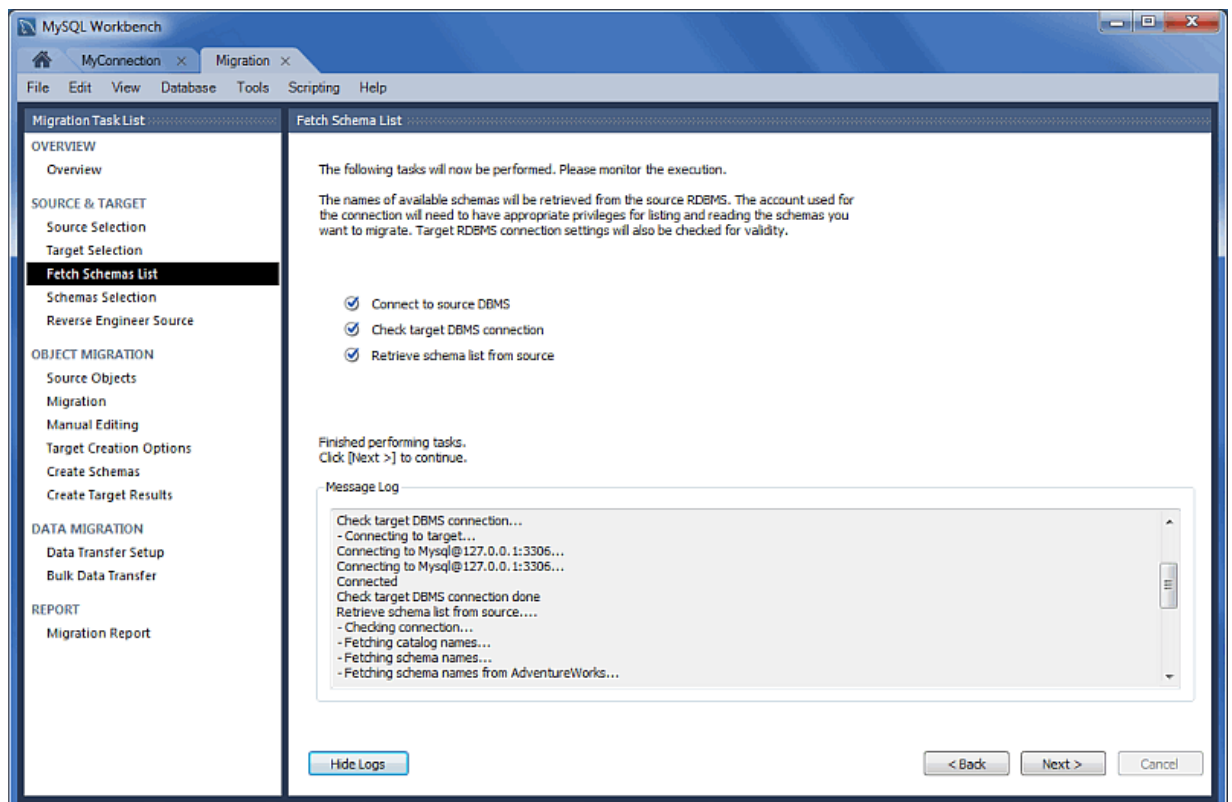 MySQL Workbench
MyConnection
Migration
File Edit View Database Tools Scripting Help
Migration Task List
OVERVIEW
Overview
SOURCE & TARGET
Source Selection
Target Selection
Fetch Schemas List
Schemas Selection
Reverse Engineer Source
OBJECT MIGRATION
Source Objects
Migration
Manual Editing
Target Creation Options
Create Schemas
Create Target Results
DATA MIGRATION
Data Transfer Setup
Bulk Data Transfer
REPORT
Migration Report
Fetch Schema List
The following tasks will now be performed. Please monitor the execution.
The names of available schemas will be retrieved from the source RDBMS. The account used for
the connection will need to have appropriate privileges for listing and reading the schemas you
want to migrate. Target RDBMS connection settings will also be checked for validity.
Connect to source DBMS
Check target DBMS connection
Retrieve schema list from source
Finished performing tasks.
Click [Next >] to continue.
Message Log
Check target DBMS connection...
- Connecting to target...
Connecting to Mysql@127.0.0.1:3306...
Connecting to Mysql@127.0.0.1:3306...
Connected
Check target DBMS connection done
Retrieve schema list from source....
- Checking connection...
- Fetching catalog names...
- Fetching schema names...
- Fetching schema names from AdventureWorks...
Hide Logs
< Back
Next >
Cancel